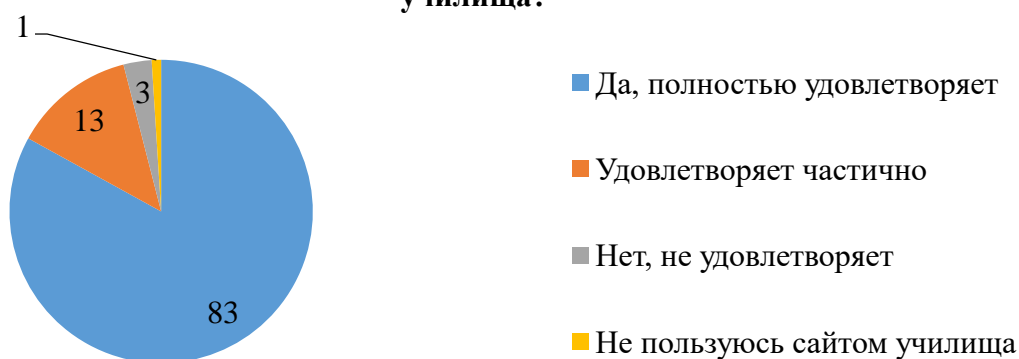 училища?
1
3
13
83
Да, полностью удовлетворяет
Удовлетворяет частично
Нет, не удовлетворяет
Не пользуюсь сайтом училища